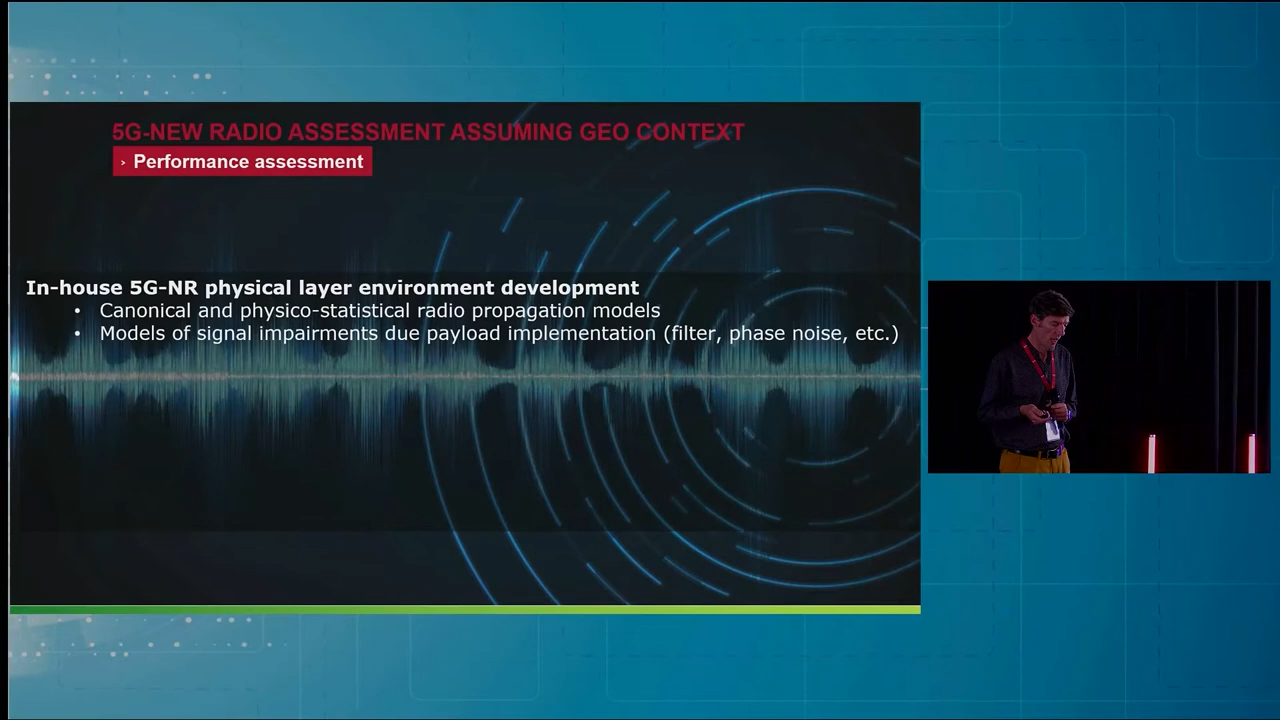 5G-NEW RADIO ASSESSMENT ASSUMING GEO CONTEXT
› Performance assessment
In-house 5G-NR physical layer environment development
• Canonical and physico-statistical radio propagation models
• Models of signal impairments due payload implementation (filter, phase noise, etc.)